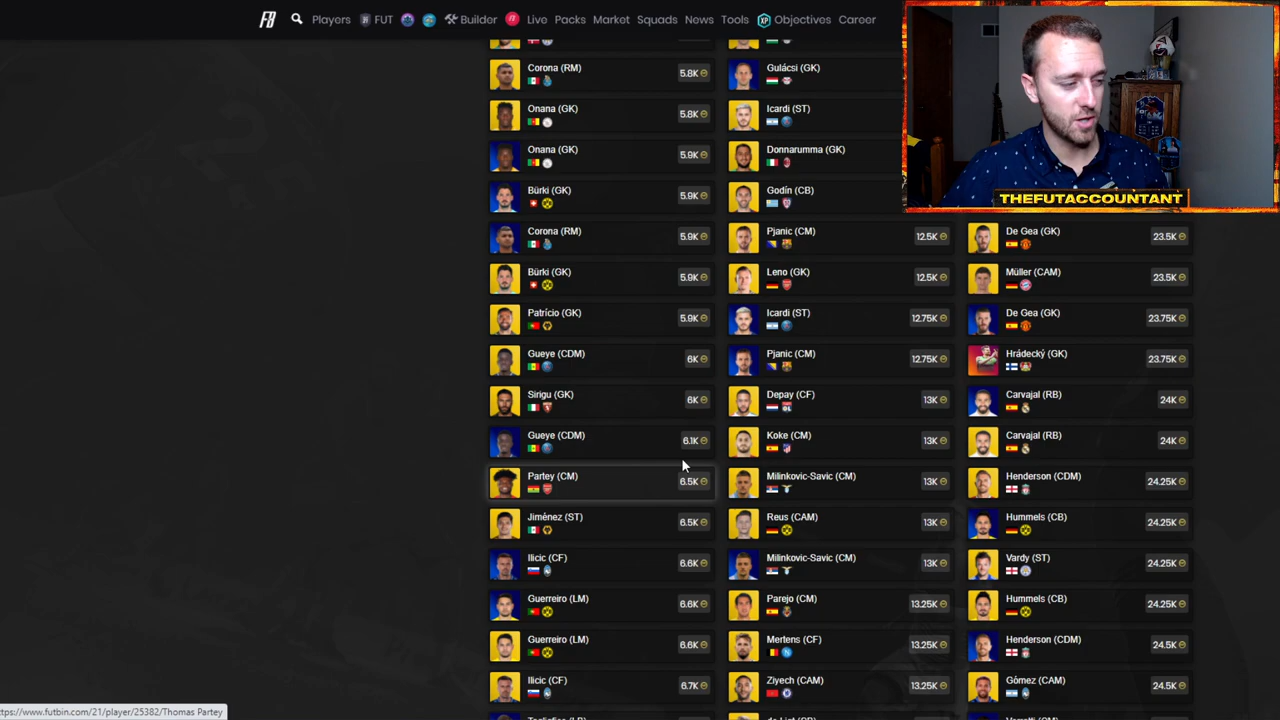 FB Players FUT Builder Live Packs Market Squads News Tools XP Objectives Career
THEFUTACCOUNTANT
Corona (RM) 5.8K
Onana (GK) 5.8K
Onana (GK) 5.9K
Bürki (GK) 5.9K
Corona (RM) 5.9K
Bürki (GK) 5.9K
Patrício (GK) 5.9K
Gueye (CDM) 6K
Sirigu (GK) 6K
Gueye (CDM) 6.1K
Partey (CM) 6.5K
Jiménez (ST) 6.5K
Ilicic (CF) 6.6K
Guerreiro (LM) 6.6K
Guerreiro (LM) 6.6K
Ilicic (CF) 6.7K
Gulácsi (GK)
Icardi (ST)
Donnarumma (GK)
Godín (CB)
Pjanic (CM) 12.5K
Leno (GK) 12.5K
Icardi (ST) 12.75K
Pjanic (CM) 12.75K
Depay (CF) 13K
Koke (CM) 13K
Milinkovic-Savic (CM) 13K
Reus (CAM) 13K
Milinkovic-Savic (CM) 13K
Parejo (CM) 13.25K
Mertens (CF) 13.25K
Ziyech (CAM) 13.25K
De Gea (GK) 23.5K
Müller (CAM) 23.5K
De Gea (GK) 23.75K
Hrádecký (GK) 23.75K
Carvajal (RB) 24K
Carvajal (RB) 24K
Henderson (CDM) 24.25K
Hummels (CB) 24.25K
Vardy (ST) 24.25K
Hummels (CB) 24.25K
Henderson (CDM) 24.5K
Gómez (CAM) 24.5K
ttps://www.futbin.com/21/player/25382/Thomas Partey